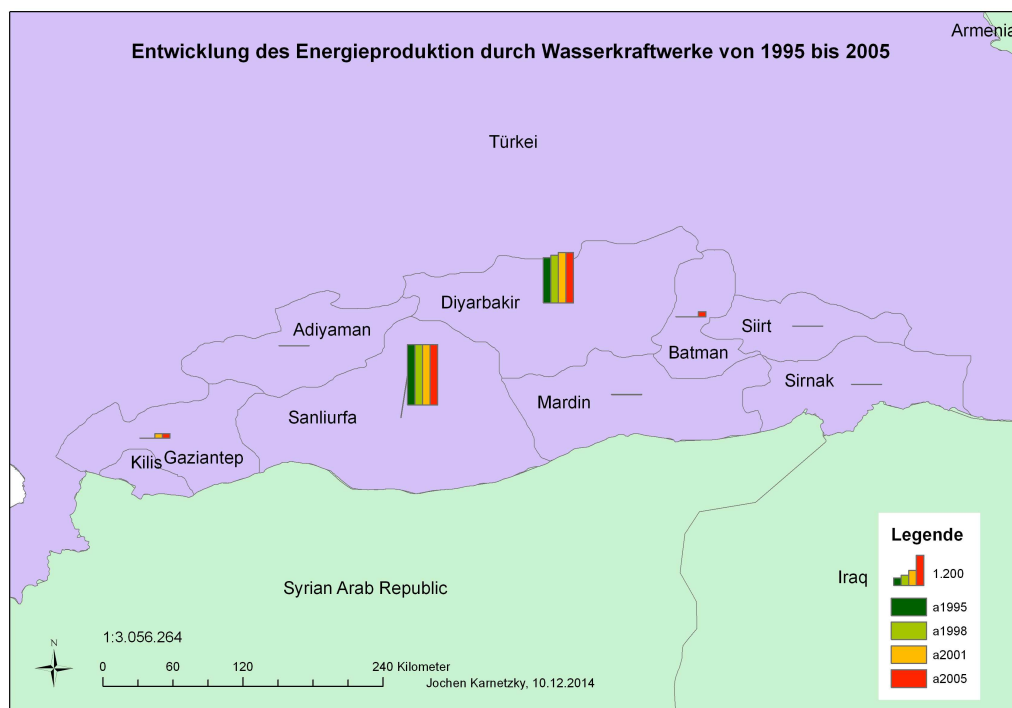 Armenia
Entwicklung des Energieproduktion durch Wasserkraftwerke von 1995 bis 2005
Türkei
Diyarbakir
Adiyaman
Siirt
Batman
Sirnak
Mardin
Sanliurfa
Gaziantep
Kilis
Syrian Arab Republic
Iraq
Legende
1.200
a1995
a1998
a2001
a2005
N
1:3.056.264
0 60 120 240 Kilometer
Jochen Karnetzky, 10.12.2014